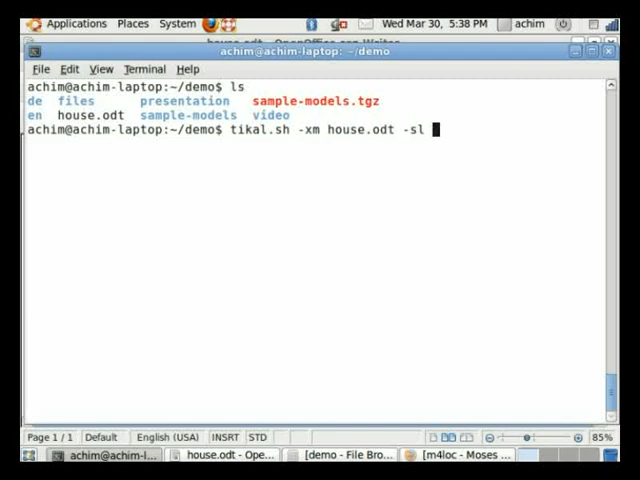 Applications Places System Wed Mar 30, 5:38 PM achim
achim@achim-laptop: ~/demo
File Edit View Terminal Help
achim@achim-laptop:~/demo$ ls
de files presentation sample-models.tgz
en house.odt sample-models video
achim@achim-laptop:~/demo$ tikal.sh -xm house.odt -sl
Page 1 / 1 Default English (USA) INSRT STD 85%
achim@achim-l... house.odt - Ope... [demo - File Bro... [m4loc - Moses ...